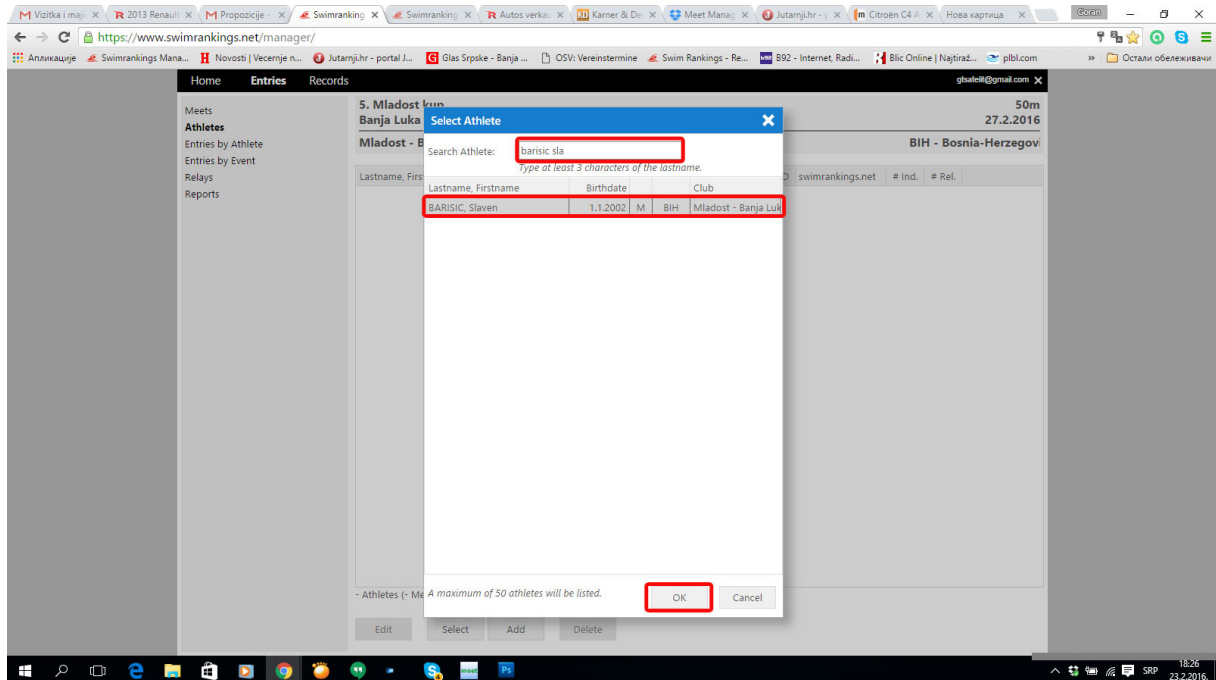 Vizitka i maji
2013 Renault
Propozicije -
Swimranking
Swimranking
Autos verkau
Karner & De
Meet Manag
Jutarnji.hr - p
Citroën C4 A
Нова картица
Goran
https://www.swimrankings.net/manager/
Апликације
Swimrankings Mana...
Novosti | Vecernje n...
Jutarnji.hr - portal J...
Glas Srpske - Banja ...
OSV: Vereinstermine
Swim Rankings - Re...
B92 - Internet, Radi...
Blic Online | Najtiraž...
plbl.com
»
Остали обележивачи
Home Entries Records
gfsatelit@gmail.com X
Meets
Athletes
Entries by Athlete
Entries by Event
Relays
Reports
5. Mladost kup
50m
Banja Luka
27.2.2016
Mladost - B
BIH - Bosnia-Herzegovi
Lastname, Firs
swimrankings.net # Ind. # Rel.
Select Athlete
Search Athlete: barisic sla
Type at least 3 characters of the lastname.
Lastname, Firstname Birthdate Club
BARISIC, Slaven 1.1.2002 M BIH Mladost - Banja Luk
A maximum of 50 athletes will be listed.
OK Cancel
- Athletes (- Me
Edit Select Add Delete
meet
Ps
SRP
18:26
23.2.2016.